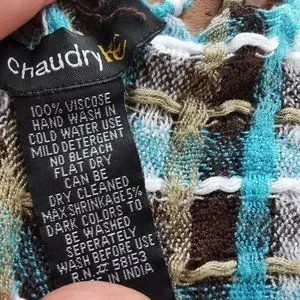 chaudry
100% VISCOSE
HAND WASH IN
COLD WATER USE
MILD DETERGENT
NO BLEACH
FLAT DRY
CAN BE
DRY CLEANED
MAX SHRINKAGE5%
DARK COLORS TO
BE WASHED
SEPERATELY
WASH BEFORE USE
R.N.# 58153
IN INDIA